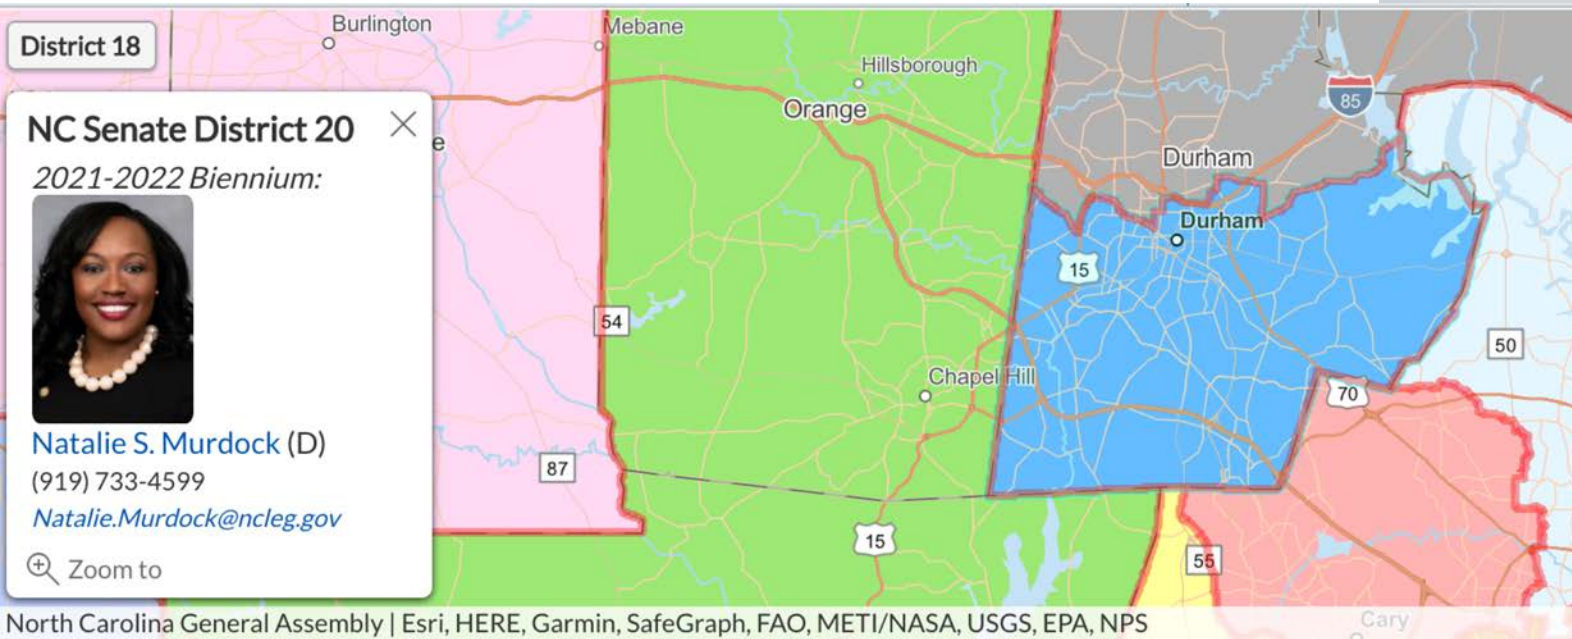 District 18
NC Senate District 20
2021-2022 Biennium:
Natalie S. Murdock (D)
(919) 733-4599
Natalie.Murdock@ncleg.gov
Zoom to
Burlington
Mebane
Hillsborough
Orange
e
85
Durham
Durham
15
54
50
Chapel Hill
70
87
15
55
Cary
North Carolina General Assembly | Esri, HERE, Garmin, SafeGraph, FAO, METI/NASA, USGS, EPA, NPS